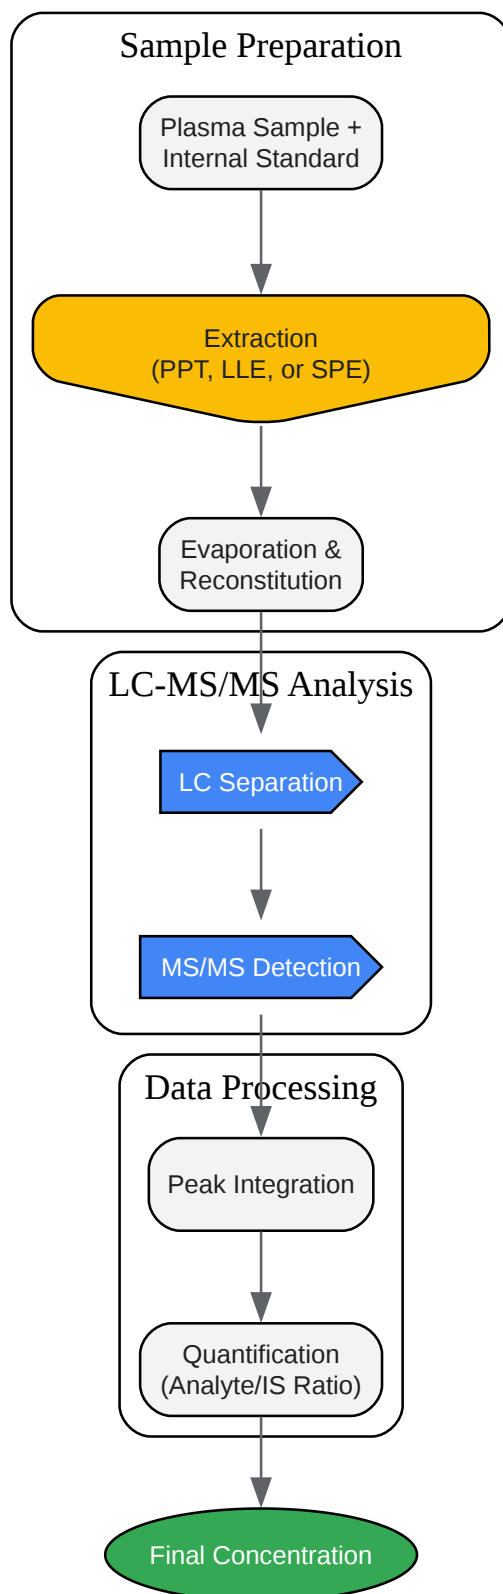 Sample Preparation
Plasma Sample +
Internal Standard
Extraction
(PPT, LLE, or SPE)
Evaporation &
Reconstitution
LC-MS/MS Analysis
LC Separation
MS/MS Detection
Data Processing
Peak Integration
Quantification
(Analyte/IS Ratio)
Final Concentration